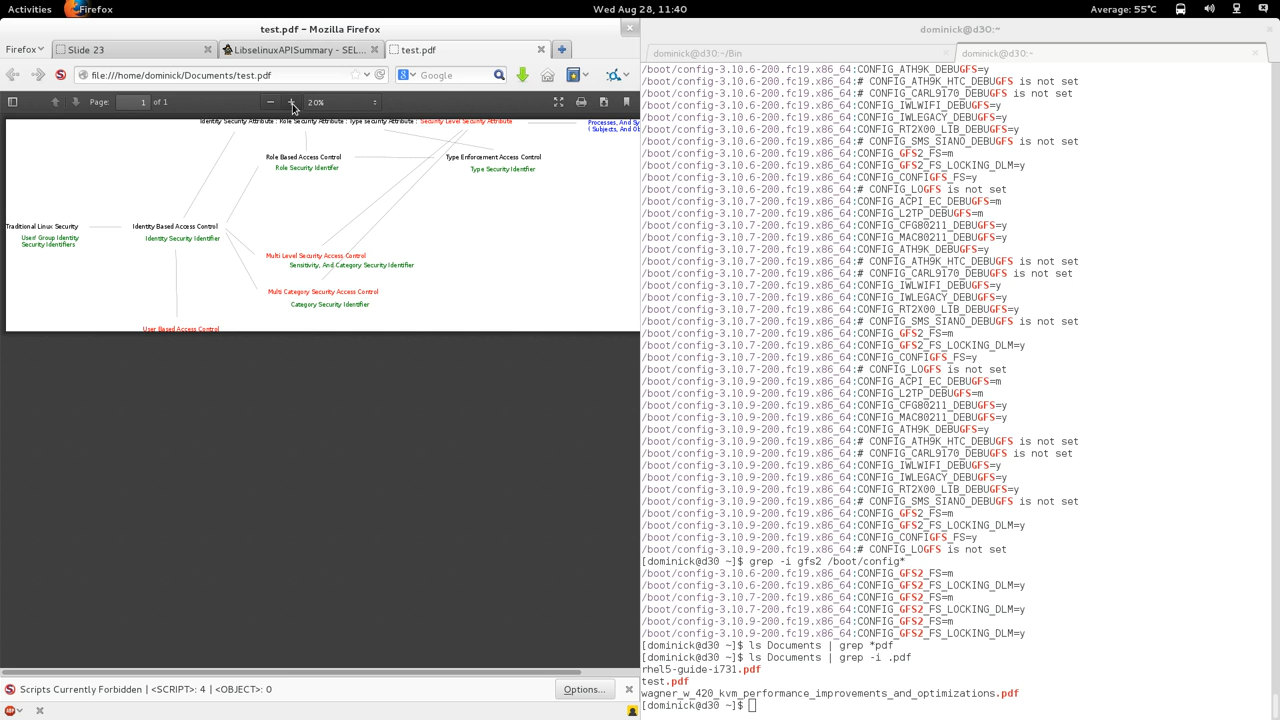 Activities Firefox Wed Aug 28, 11:40 Average: 55°C
test.pdf - Mozilla Firefox
Firefox Slide 23 LibselinuxAPISummary - SEL... test.pdf
file:///home/dominick/Documents/test.pdf Google
Page: 1 of 1 20%
Identity Security Attribute : Role Security Attribute : Type security Attribute : Security Level Security Attribute
Processes, And Sy
( Subjects, And Ob
Role Based Access Control
Role Security Identifer
Type Enforcement Access Control
Type Security Identifier
Traditional Linux Security
User/ Group Identity
Security Identifiers
Identity Based Access Control
Identity Security Identifier
Multi Level Security Access Control
Sensitivity, And Category Security Identifier
Multi Category Security Access Control
Category Security Identifier
User Based Access Control
Scripts Currently Forbidden | <SCRIPT>: 4 | <OBJECT>: 0 Options...
ABP
dominick@d30:~
dominick@d30:~/Bin dominick@d30:~
/boot/config-3.10.6-200.fc19.x86_64:CONFIG_ATH9K_DEBUGFS=y
/boot/config-3.10.6-200.fc19.x86_64:# CONFIG_ATH9K_HTC_DEBUGFS is not set
/boot/config-3.10.6-200.fc19.x86_64:# CONFIG_CARL9170_DEBUGFS is not set
/boot/config-3.10.6-200.fc19.x86_64:CONFIG_IWLWIFI_DEBUGFS=y
/boot/config-3.10.6-200.fc19.x86_64:CONFIG_IWLEGACY_DEBUGFS=y
/boot/config-3.10.6-200.fc19.x86_64:CONFIG_RT2X00_LIB_DEBUGFS=y
/boot/config-3.10.6-200.fc19.x86_64:# CONFIG_SMS_SIANO_DEBUGFS is not set
/boot/config-3.10.6-200.fc19.x86_64:CONFIG_GFS2_FS=m
/boot/config-3.10.6-200.fc19.x86_64:CONFIG_GFS2_FS_LOCKING_DLM=y
/boot/config-3.10.6-200.fc19.x86_64:CONFIG_CONFIGFS_FS=y
/boot/config-3.10.6-200.fc19.x86_64:# CONFIG_LOGFS is not set
/boot/config-3.10.7-200.fc19.x86_64:CONFIG_ACPI_EC_DEBUGFS=m
/boot/config-3.10.7-200.fc19.x86_64:CONFIG_L2TP_DEBUGFS=m
/boot/config-3.10.7-200.fc19.x86_64:CONFIG_CFG80211_DEBUGFS=y
/boot/config-3.10.7-200.fc19.x86_64:CONFIG_MAC80211_DEBUGFS=y
/boot/config-3.10.7-200.fc19.x86_64:CONFIG_ATH9K_DEBUGFS=y
/boot/config-3.10.7-200.fc19.x86_64:# CONFIG_ATH9K_HTC_DEBUGFS is not set
/boot/config-3.10.7-200.fc19.x86_64:# CONFIG_CARL9170_DEBUGFS is not set
/boot/config-3.10.7-200.fc19.x86_64:CONFIG_IWLWIFI_DEBUGFS=y
/boot/config-3.10.7-200.fc19.x86_64:CONFIG_IWLEGACY_DEBUGFS=y
/boot/config-3.10.7-200.fc19.x86_64:CONFIG_RT2X00_LIB_DEBUGFS=y
/boot/config-3.10.7-200.fc19.x86_64:# CONFIG_SMS_SIANO_DEBUGFS is not set
/boot/config-3.10.7-200.fc19.x86_64:CONFIG_GFS2_FS=m
/boot/config-3.10.7-200.fc19.x86_64:CONFIG_GFS2_FS_LOCKING_DLM=y
/boot/config-3.10.7-200.fc19.x86_64:CONFIG_CONFIGFS_FS=y
/boot/config-3.10.7-200.fc19.x86_64:# CONFIG_LOGFS is not set
/boot/config-3.10.9-200.fc19.x86_64:CONFIG_ACPI_EC_DEBUGFS=m
/boot/config-3.10.9-200.fc19.x86_64:CONFIG_L2TP_DEBUGFS=m
/boot/config-3.10.9-200.fc19.x86_64:CONFIG_CFG80211_DEBUGFS=y
/boot/config-3.10.9-200.fc19.x86_64:CONFIG_MAC80211_DEBUGFS=y
/boot/config-3.10.9-200.fc19.x86_64:CONFIG_ATH9K_DEBUGFS=y
/boot/config-3.10.9-200.fc19.x86_64:# CONFIG_ATH9K_HTC_DEBUGFS is not set
/boot/config-3.10.9-200.fc19.x86_64:# CONFIG_CARL9170_DEBUGFS is not set
/boot/config-3.10.9-200.fc19.x86_64:CONFIG_IWLWIFI_DEBUGFS=y
/boot/config-3.10.9-200.fc19.x86_64:CONFIG_IWLEGACY_DEBUGFS=y
/boot/config-3.10.9-200.fc19.x86_64:CONFIG_RT2X00_LIB_DEBUGFS=y
/boot/config-3.10.9-200.fc19.x86_64:# CONFIG_SMS_SIANO_DEBUGFS is not set
/boot/config-3.10.9-200.fc19.x86_64:CONFIG_GFS2_FS=m
/boot/config-3.10.9-200.fc19.x86_64:CONFIG_GFS2_FS_LOCKING_DLM=y
/boot/config-3.10.9-200.fc19.x86_64:CONFIG_CONFIGFS_FS=y
/boot/config-3.10.9-200.fc19.x86_64:# CONFIG_LOGFS is not set
[dominick@d30 ~]$ grep -i gfs2 /boot/config*
/boot/config-3.10.6-200.fc19.x86_64:CONFIG_GFS2_FS=m
/boot/config-3.10.6-200.fc19.x86_64:CONFIG_GFS2_FS_LOCKING_DLM=y
/boot/config-3.10.7-200.fc19.x86_64:CONFIG_GFS2_FS=m
/boot/config-3.10.7-200.fc19.x86_64:CONFIG_GFS2_FS_LOCKING_DLM=y
/boot/config-3.10.9-200.fc19.x86_64:CONFIG_GFS2_FS=m
/boot/config-3.10.9-200.fc19.x86_64:CONFIG_GFS2_FS_LOCKING_DLM=y
[dominick@d30 ~]$ ls Documents | grep *pdf
[dominick@d30 ~]$ ls Documents | grep -i .pdf
rhel5-guide-i731.pdf
test.pdf
wagner_w_420_kvm_performance_improvements_and_optimizations.pdf
[dominick@d30 ~]$